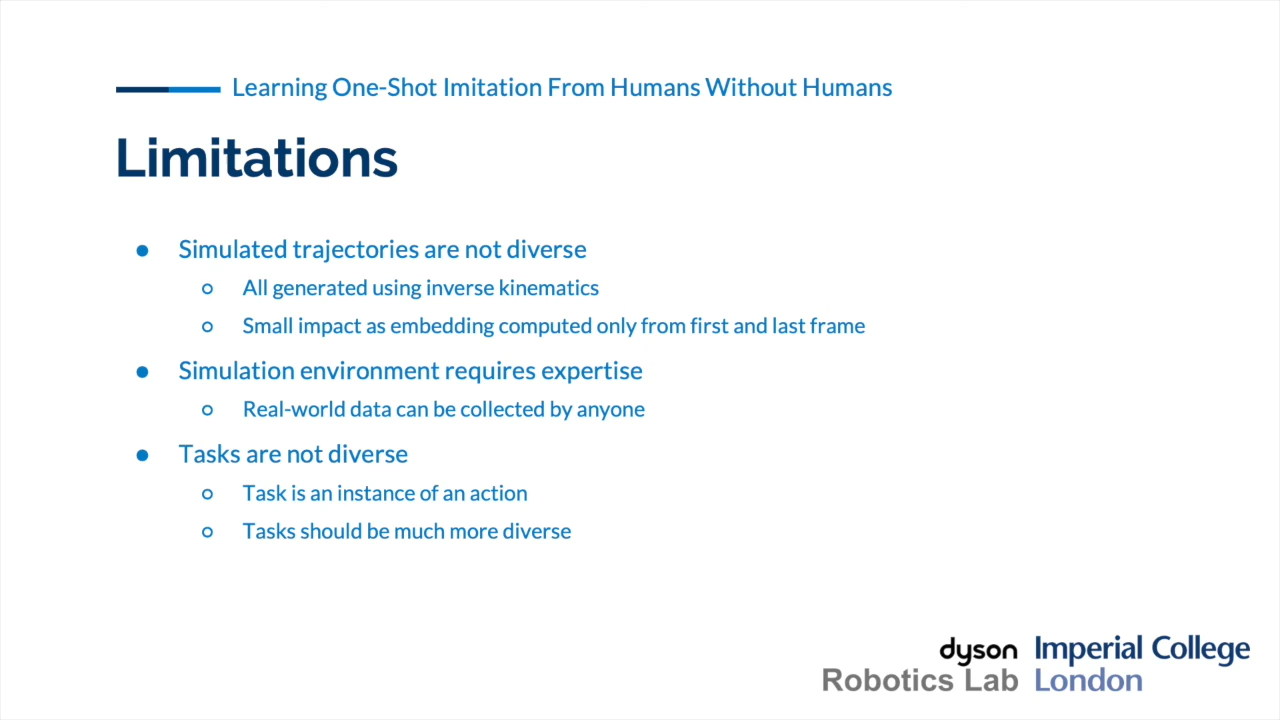 Learning One-Shot Imitation From Humans Without Humans
Limitations
● Simulated trajectories are not diverse
○ All generated using inverse kinematics
○ Small impact as embedding computed only from first and last frame
● Simulation environment requires expertise
○ Real-world data can be collected by anyone
● Tasks are not diverse
○ Task is an instance of an action
○ Tasks should be much more diverse
dyson
Robotics Lab
Imperial College
London